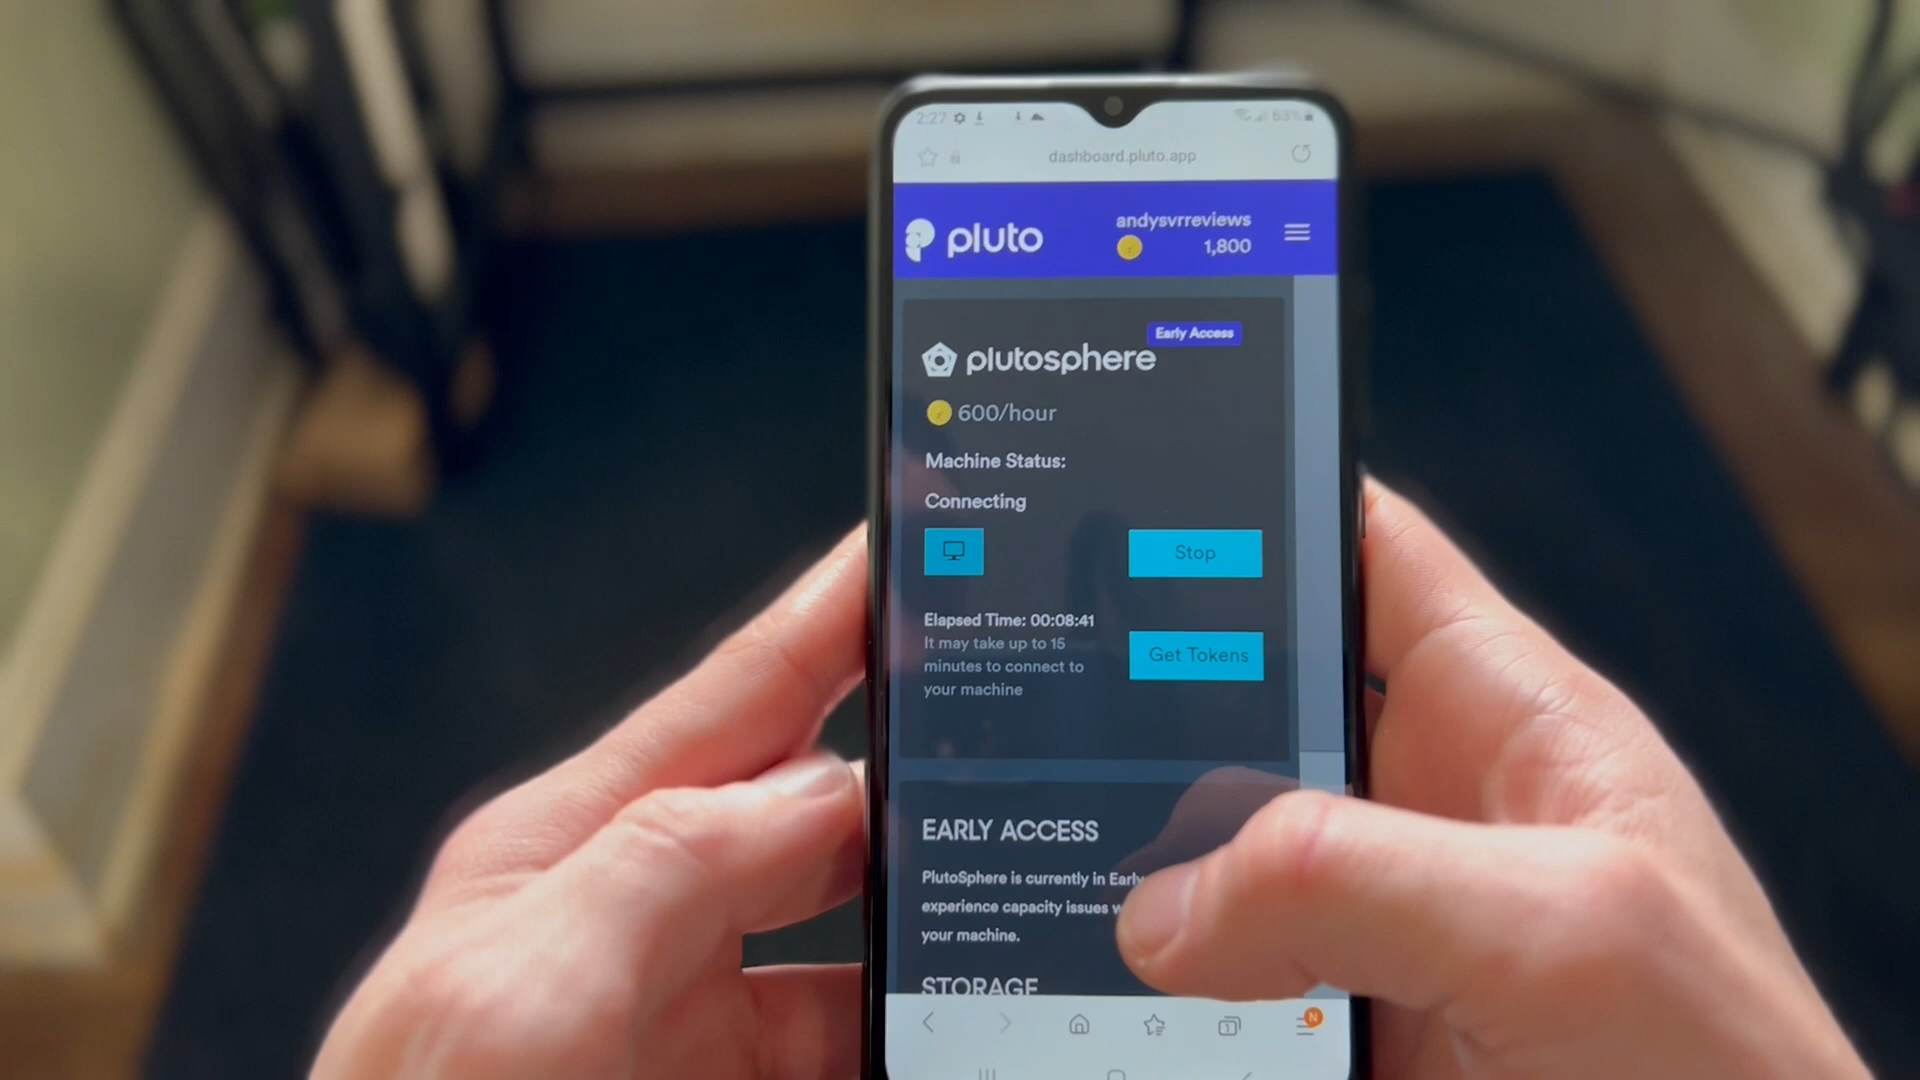 2:27
63%
dashboard.pluto.app
pluto
andysvrreviews
1,800
Early Access
plutosphere
600/hour
Machine Status:
Connecting
Stop
Elapsed Time: 00:08:41
It may take up to 15
minutes to connect to
your machine
Get Tokens
EARLY ACCESS
PlutoSphere is currently in Early
experience capacity issues
your machine.
STORAGE
1
N